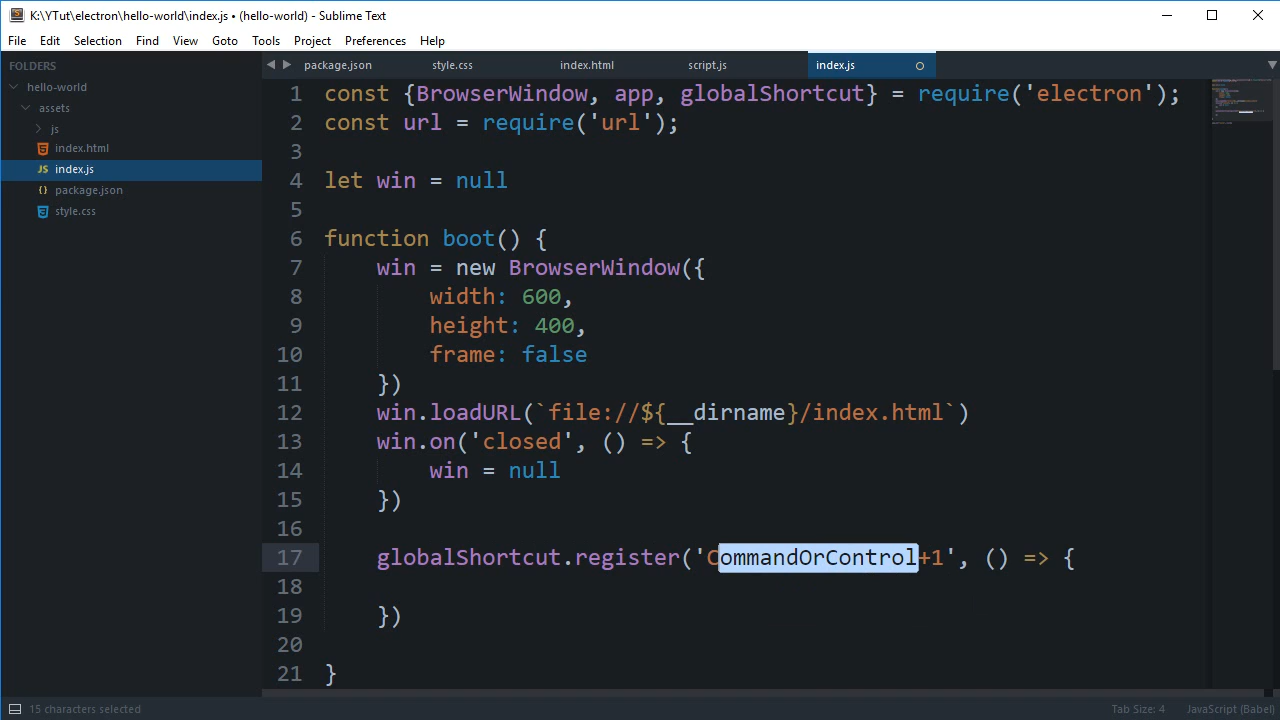 K:\YTut\electron\hello-world\index.js • (hello-world) - Sublime Text
File Edit Selection Find View Goto Tools Project Preferences Help
FOLDERS
hello-world
assets
js
index.html
JS index.js
{} package.json
style.css
package.json style.css index.html script.js index.js
1 const {BrowserWindow, app, globalShortcut} = require('electron');
2 const url = require('url');
3
4 let win = null
5
6 function boot() {
7 win = new BrowserWindow({
8 width: 600,
9 height: 400,
10 frame: false
11 })
12 win.loadURL(`file://${__dirname}/index.html`)
13 win.on('closed', () => {
14 win = null
15 })
16
17 globalShortcut.register('CommandOrControl+1', () => {
18
19 })
20
21 }
15 characters selected Tab Size: 4 JavaScript (Babel)